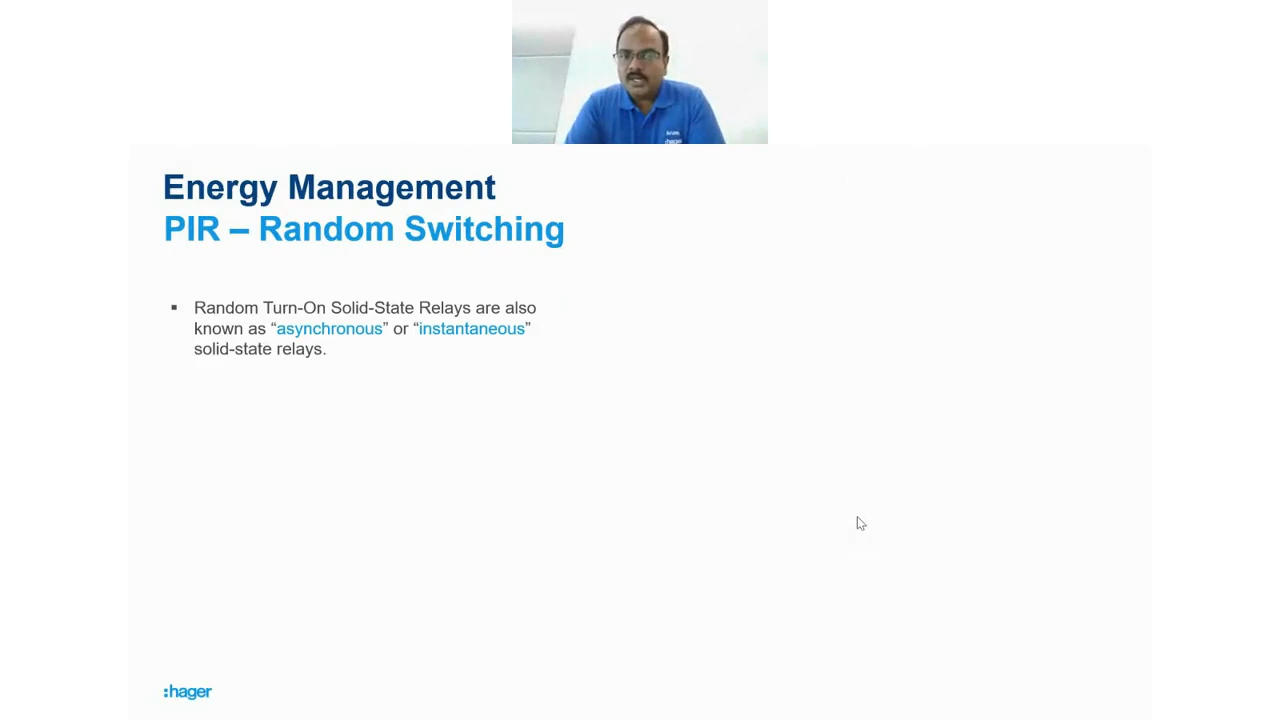 :hager
Energy Management
PIR – Random Switching
▪ Random Turn-On Solid-State Relays are also
known as “asynchronous” or “instantaneous”
solid-state relays.
:hager